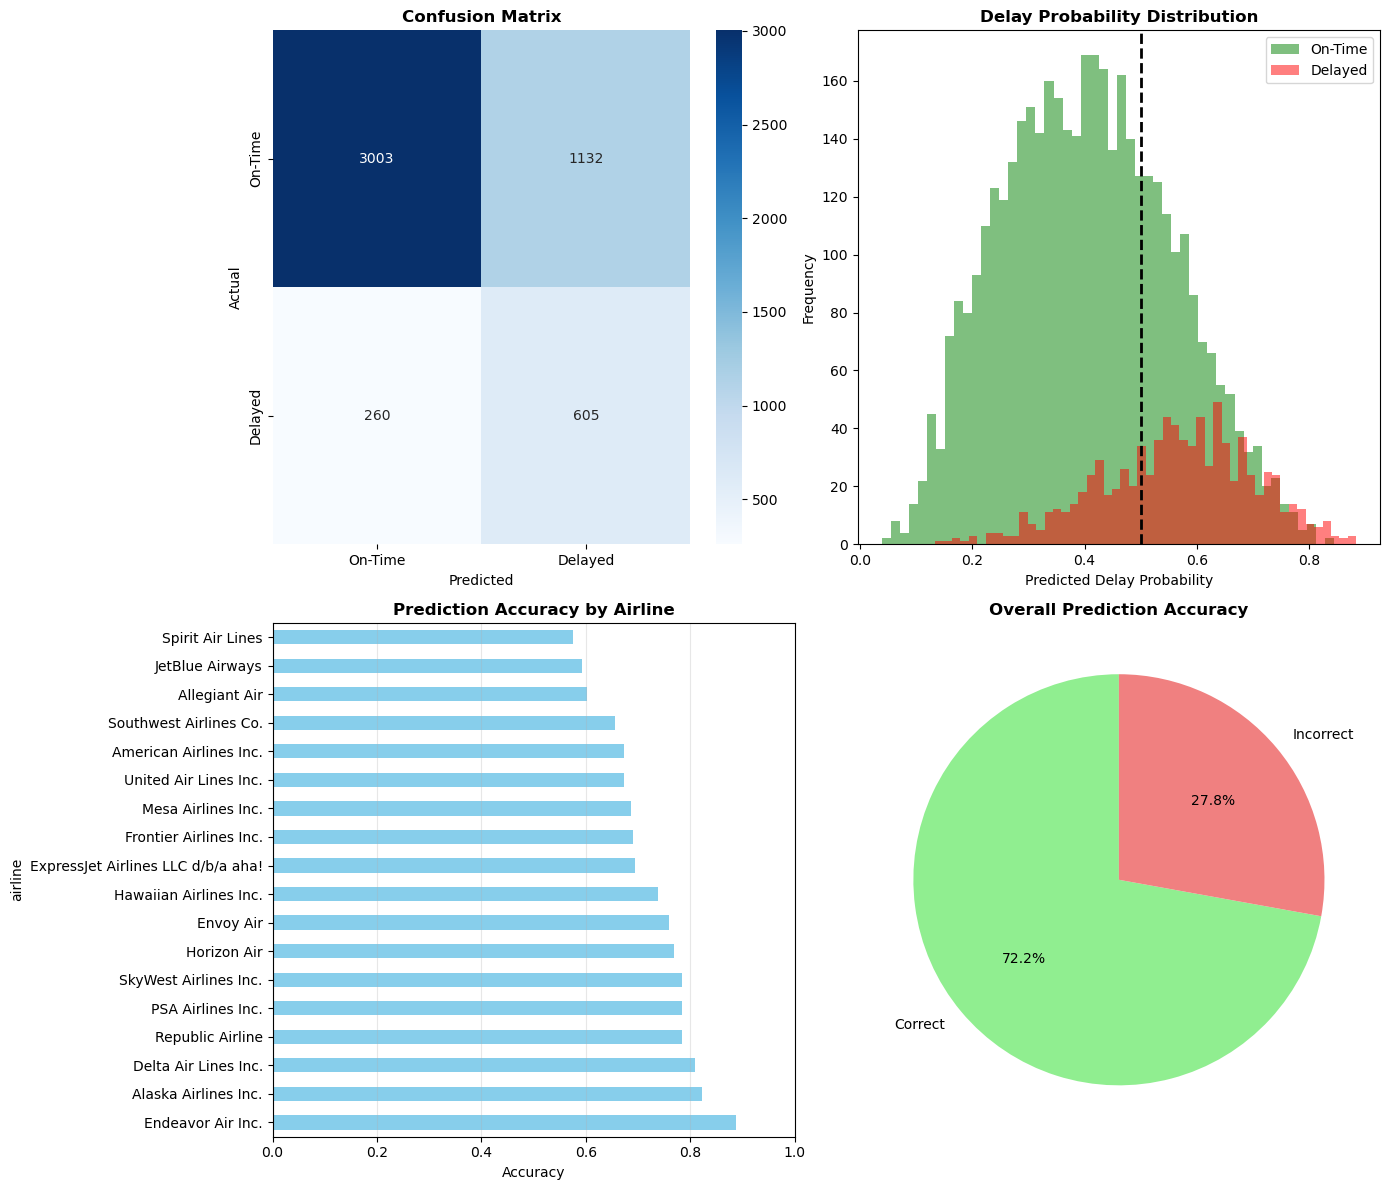 Confusion Matrix
On-Time
Delayed
Actual
3003
1132
260
605
On-Time
Delayed
Predicted
3000
2500
2000
1500
1000
500
Delay Probability Distribution
On-Time
Delayed
Frequency
160
140
120
100
80
60
40
20
0
0.0
0.2
0.4
0.6
0.8
Predicted Delay Probability
Prediction Accuracy by Airline
airline
Spirit Air Lines
JetBlue Airways
Allegiant Air
Southwest Airlines Co.
American Airlines Inc.
United Air Lines Inc.
Mesa Airlines Inc.
Frontier Airlines Inc.
ExpressJet Airlines LLC d/b/a aha!
Hawaiian Airlines Inc.
Envoy Air
Horizon Air
SkyWest Airlines Inc.
PSA Airlines Inc.
Republic Airline
Delta Air Lines Inc.
Alaska Airlines Inc.
Endeavor Air Inc.
0.0
0.2
0.4
0.6
0.8
1.0
Accuracy
Overall Prediction Accuracy
Incorrect
27.8%
72.2%
Correct